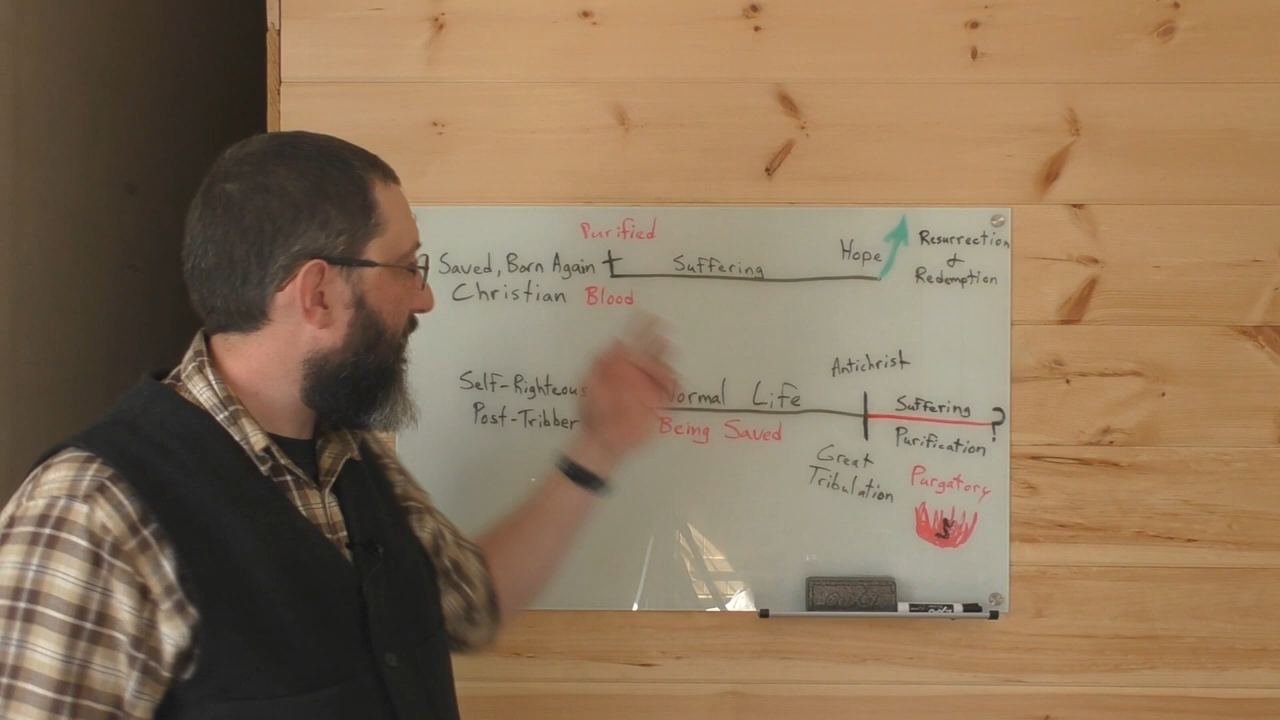 Purified
Saved, Born Again
Suffering
Hope
Resurrection
&
Redemption
Christian Blood
Antichrist
Self-Righteous
Normal Life
Suffering
?
Post-Tribber
Being Saved
Purification
Great
Tribulation
Purgatory
$